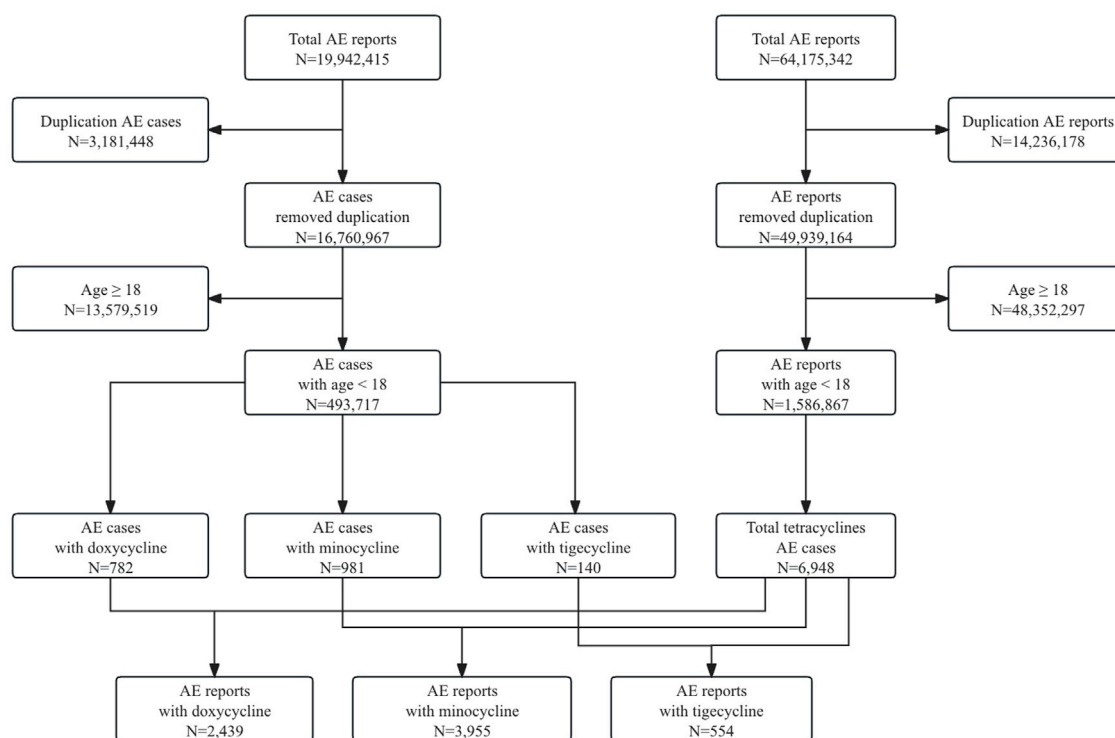 Total AE reports
N=19,942,415
Total AE reports
N=64,175,342
Duplication AE cases
N=3,181,448
Duplication AE reports
N=14,236,178
AE cases
removed duplication
N=16,760,967
AE reports
removed duplication
N=49,939,164
Age ≥ 18
N=13,579,519
Age ≥ 18
N=48,352,297
AE cases
with age < 18
N=493,717
AE reports
with age < 18
N=1,586,867
AE cases
with doxycycline
N=782
AE cases
with minocycline
N=981
AE cases
with tigecycline
N=140
Total tetracyclines
AE cases
N=6,948
AE reports
with doxycycline
N=2,439
AE reports
with minocycline
N=3,955
AE reports
with tigecycline
N=554